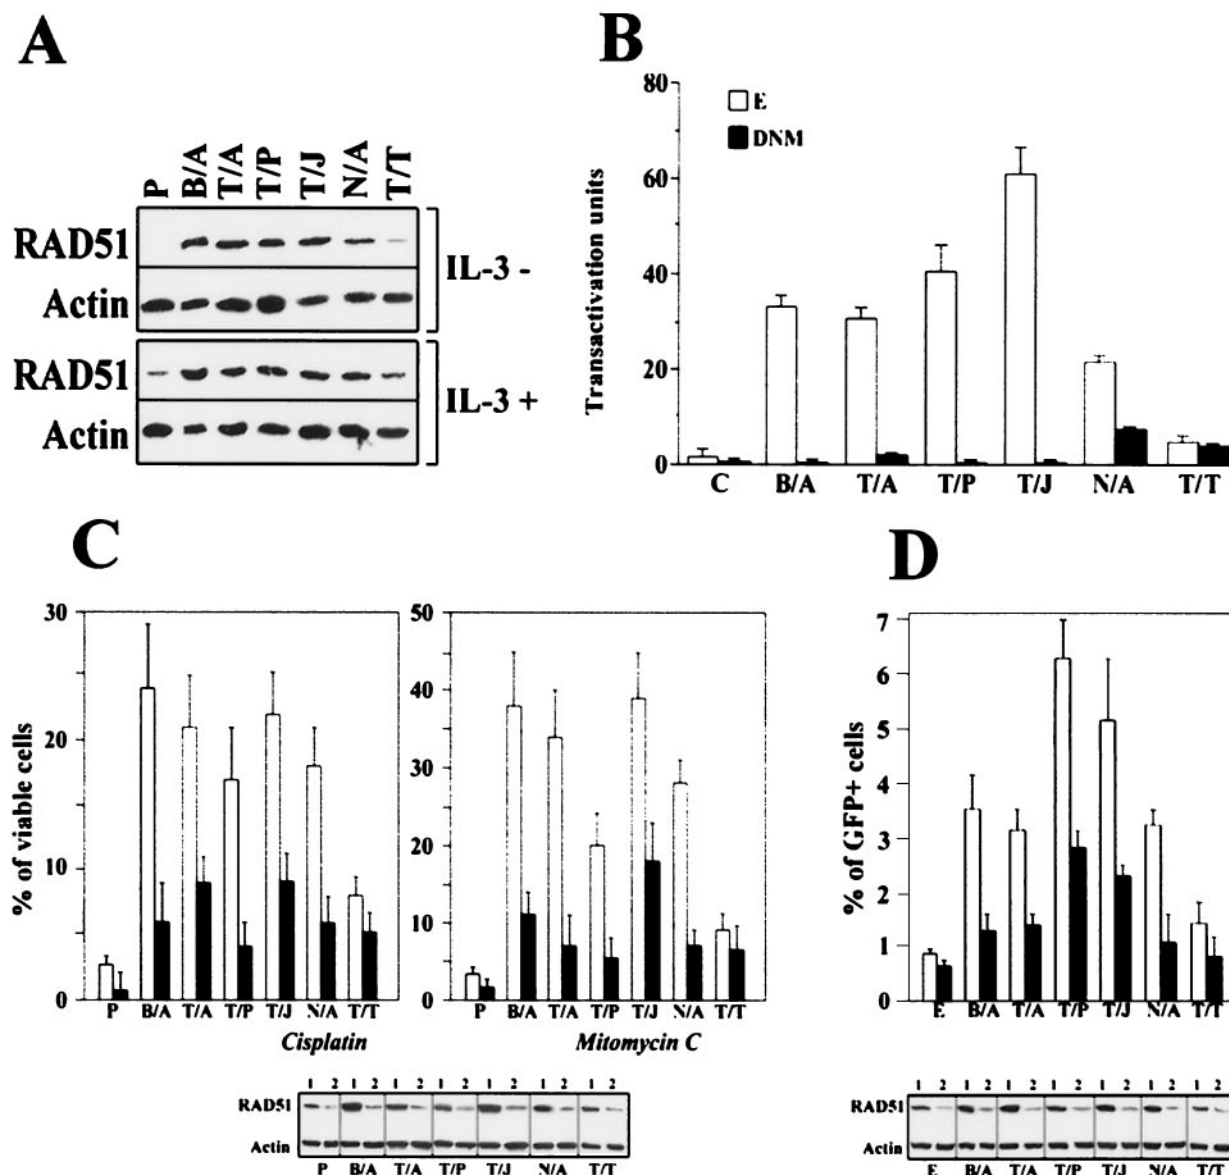 A
P B/A T/A T/P T/J N/A T/T
RAD51
Actin
IL-3 -
RAD51
Actin
IL-3 +
B
80
60
40
20
0
Transactivation units
E
DNM
C B/A T/A T/P T/J N/A T/T
C
30
20
10
0
% of viable cells
P B/A T/A T/P T/J N/A T/T
Cisplatin
50
40
30
20
10
0
P B/A T/A T/P T/J N/A T/T
Mitomycin C
1 2 1 2 1 2 1 2 1 2 1 2 1 2
RAD51
Actin
P B/A T/A T/P T/J N/A T/T
D
7
6
5
4
3
2
1
0
% of GFP+ cells
E B/A T/A T/P T/J N/A T/T
1 2 1 2 1 2 1 2 1 2 1 2 1 2
RAD51
Actin
E B/A T/A T/P T/J N/A T/T